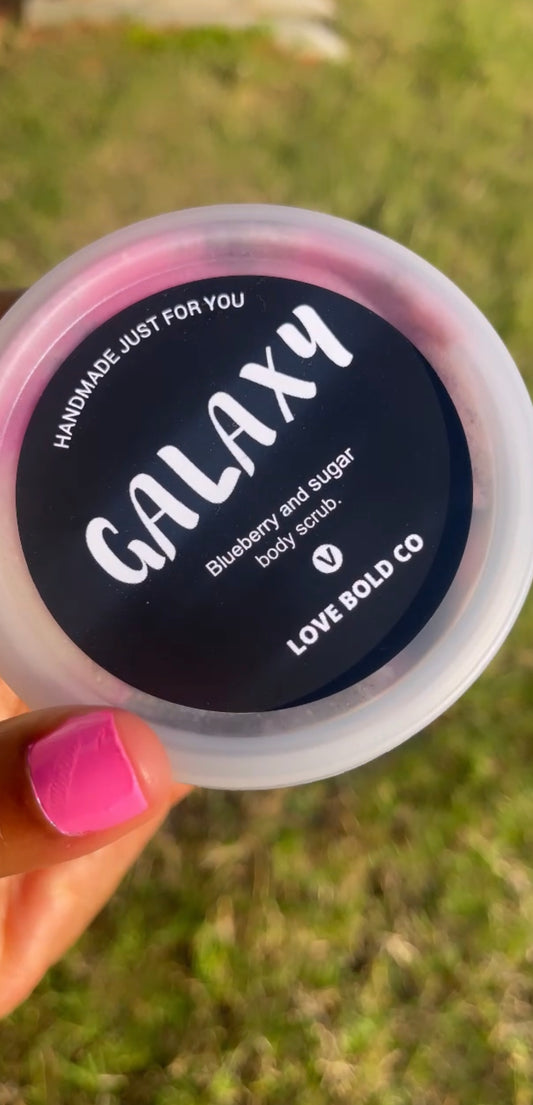 HANDMADE JUST FOR YOU
GALAXY
Blueberry and sugar
body scrub.
V
LOVE BOLD CO